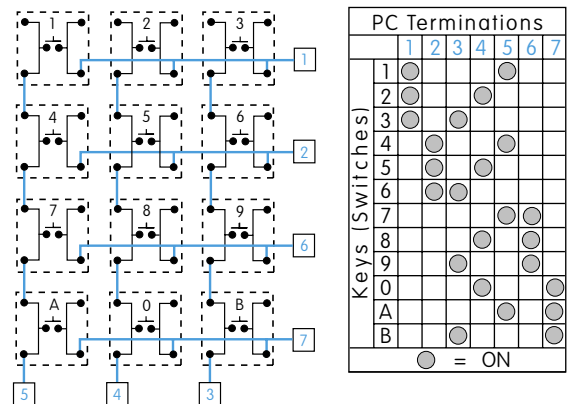 1 2 3
1
4 5 6
2
7 8 9
6
A 0 B
7
5 4 3
PC Terminations
1 2 3 4 5 6 7
Keys (Switches)
1
2
3
4
5
6
7
8
9
0
A
B
= ON